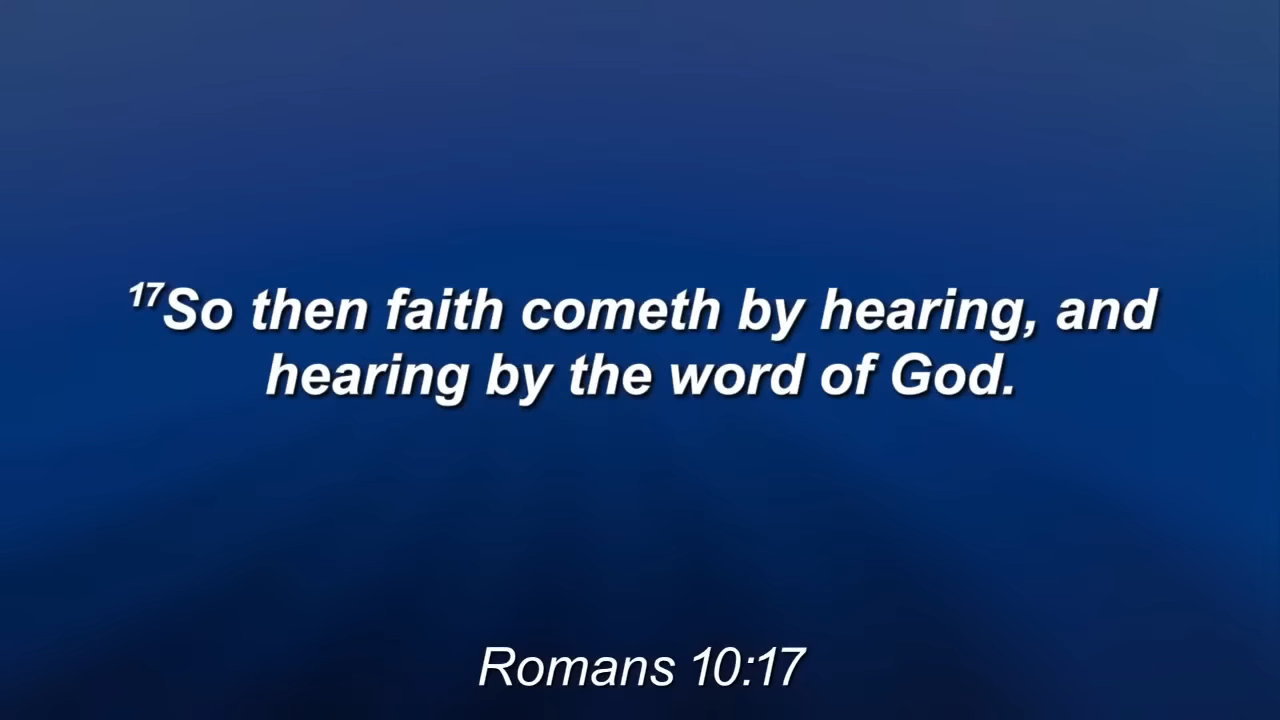 ¹⁷So then faith cometh by hearing, and
hearing by the word of God.
Romans 10:17